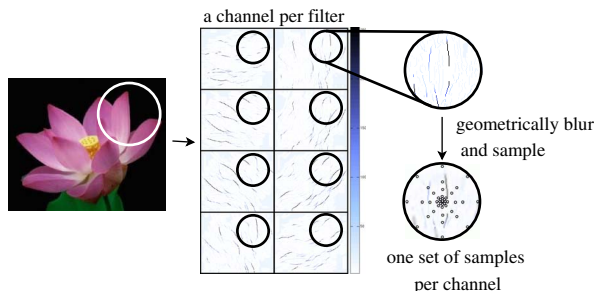 a channel per filter
geometrically blur
and sample
one set of samples
per channel